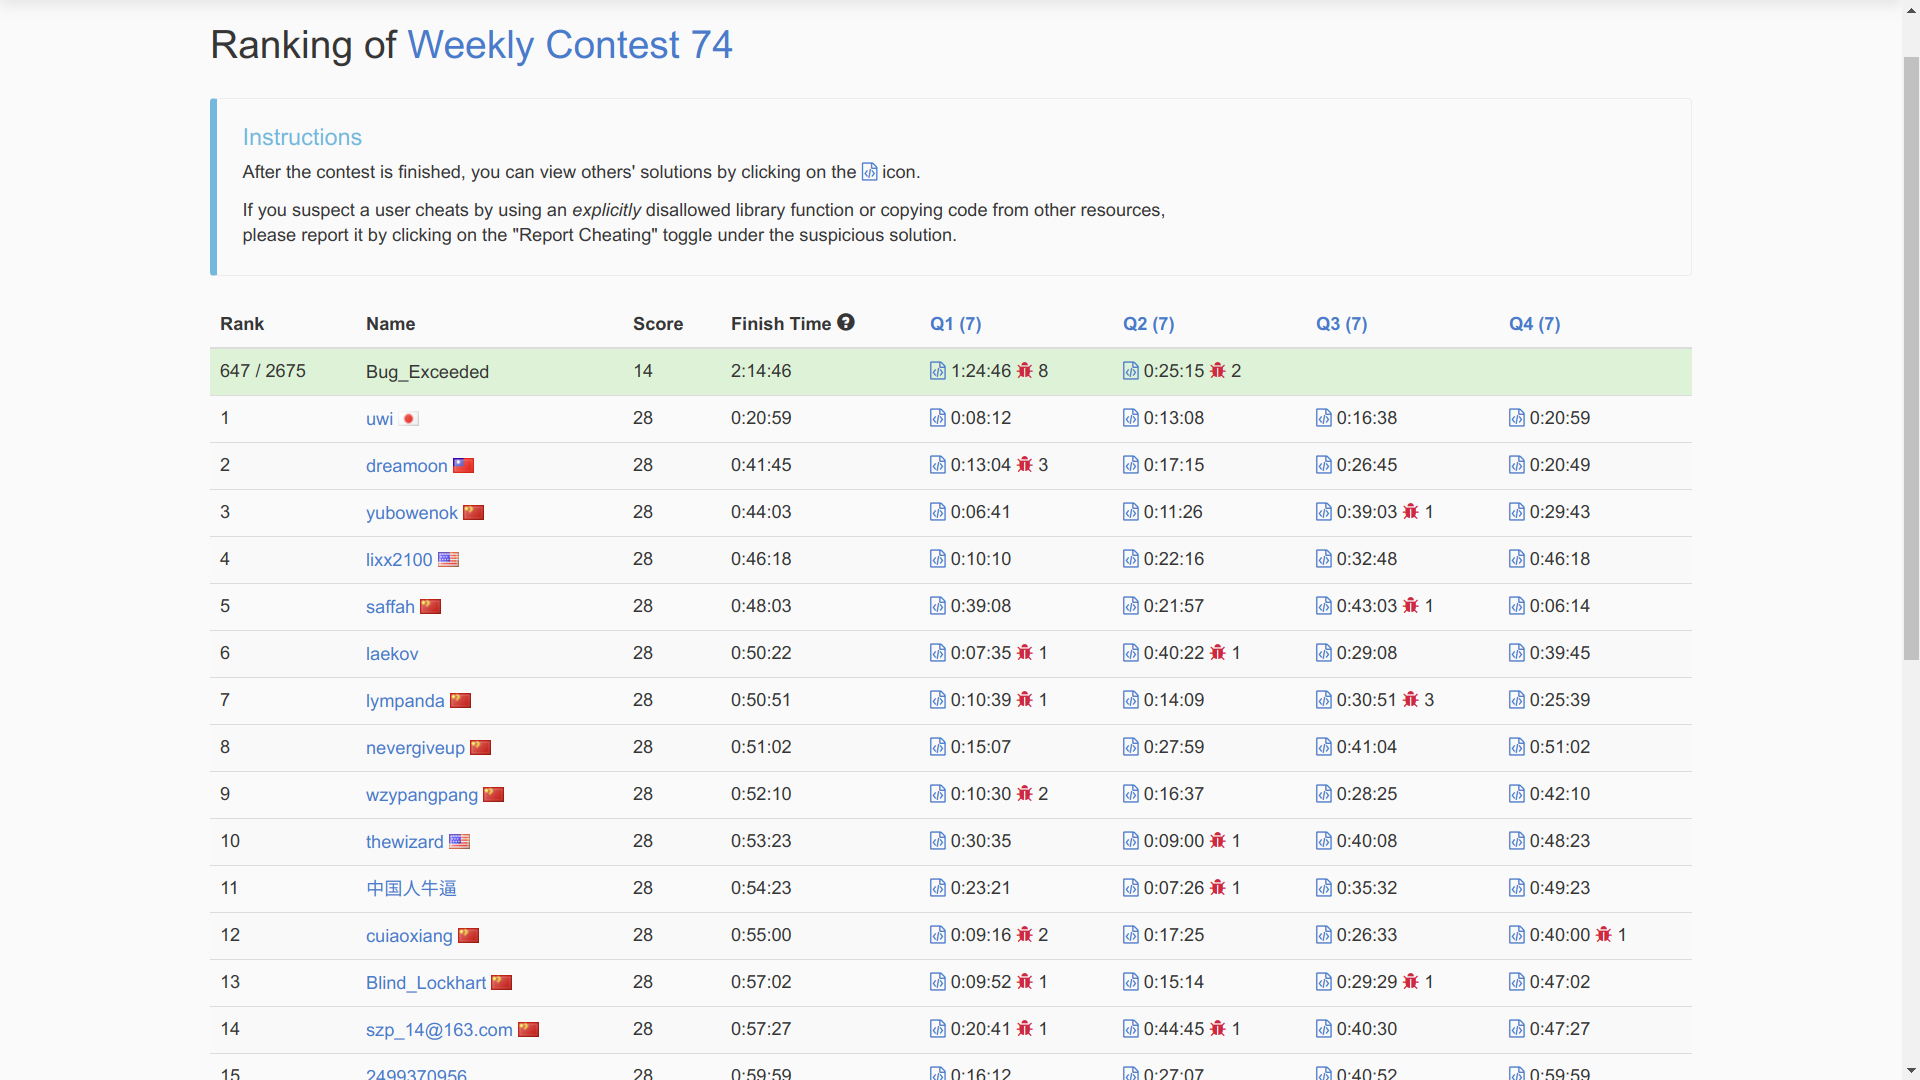 Ranking of Weekly Contest 74
Instructions
After the contest is finished, you can view others' solutions by clicking on the icon.
If you suspect a user cheats by using an explicitly disallowed library function or copying code from other resources,
please report it by clicking on the "Report Cheating" toggle under the suspicious solution.
Rank Name Score Finish Time Q1 (7) Q2 (7) Q3 (7) Q4 (7)
647 / 2675 Bug_Exceeded 14 2:14:46 1:24:46 8 0:25:15 2
1 uwi 28 0:20:59 0:08:12 0:13:08 0:16:38 0:20:59
2 dreamoon 28 0:41:45 0:13:04 3 0:17:15 0:26:45 0:20:49
3 yubowenok 28 0:44:03 0:06:41 0:11:26 0:39:03 1 0:29:43
4 lixx2100 28 0:46:18 0:10:10 0:22:16 0:32:48 0:46:18
5 saffah 28 0:48:03 0:39:08 0:21:57 0:43:03 1 0:06:14
6 laekov 28 0:50:22 0:07:35 1 0:40:22 1 0:29:08 0:39:45
7 lympanda 28 0:50:51 0:10:39 1 0:14:09 0:30:51 3 0:25:39
8 nevergiveup 28 0:51:02 0:15:07 0:27:59 0:41:04 0:51:02
9 wzypangpang 28 0:52:10 0:10:30 2 0:16:37 0:28:25 0:42:10
10 thewizard 28 0:53:23 0:30:35 0:09:00 1 0:40:08 0:48:23
11 中国人牛逼 28 0:54:23 0:23:21 0:07:26 1 0:35:32 0:49:23
12 cuiaoxiang 28 0:55:00 0:09:16 2 0:17:25 0:26:33 0:40:00 1
13 Blind_Lockhart 28 0:57:02 0:09:52 1 0:15:14 0:29:29 1 0:47:02
14 szp_14@163.com 28 0:57:27 0:20:41 1 0:44:45 1 0:40:30 0:47:27
15 2499370956 28 0:59:59 0:16:12 0:27:07 0:40:52 0:59:59